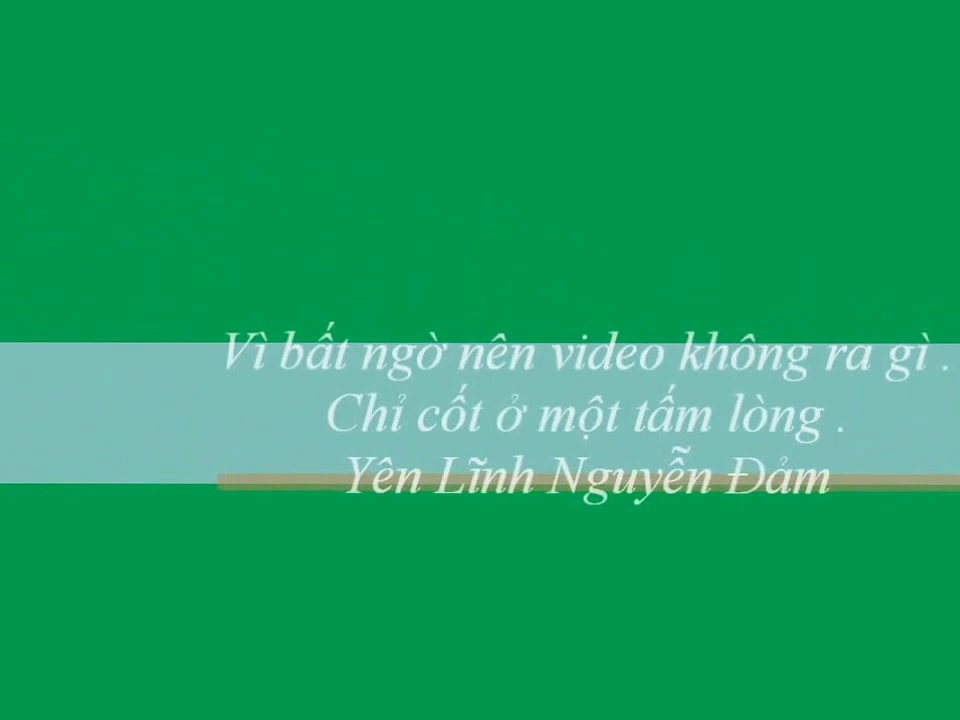 Vì bất ngờ nên video không ra gì .
Chỉ cốt ở một tấm lòng .
Yên Lĩnh Nguyễn Đảm